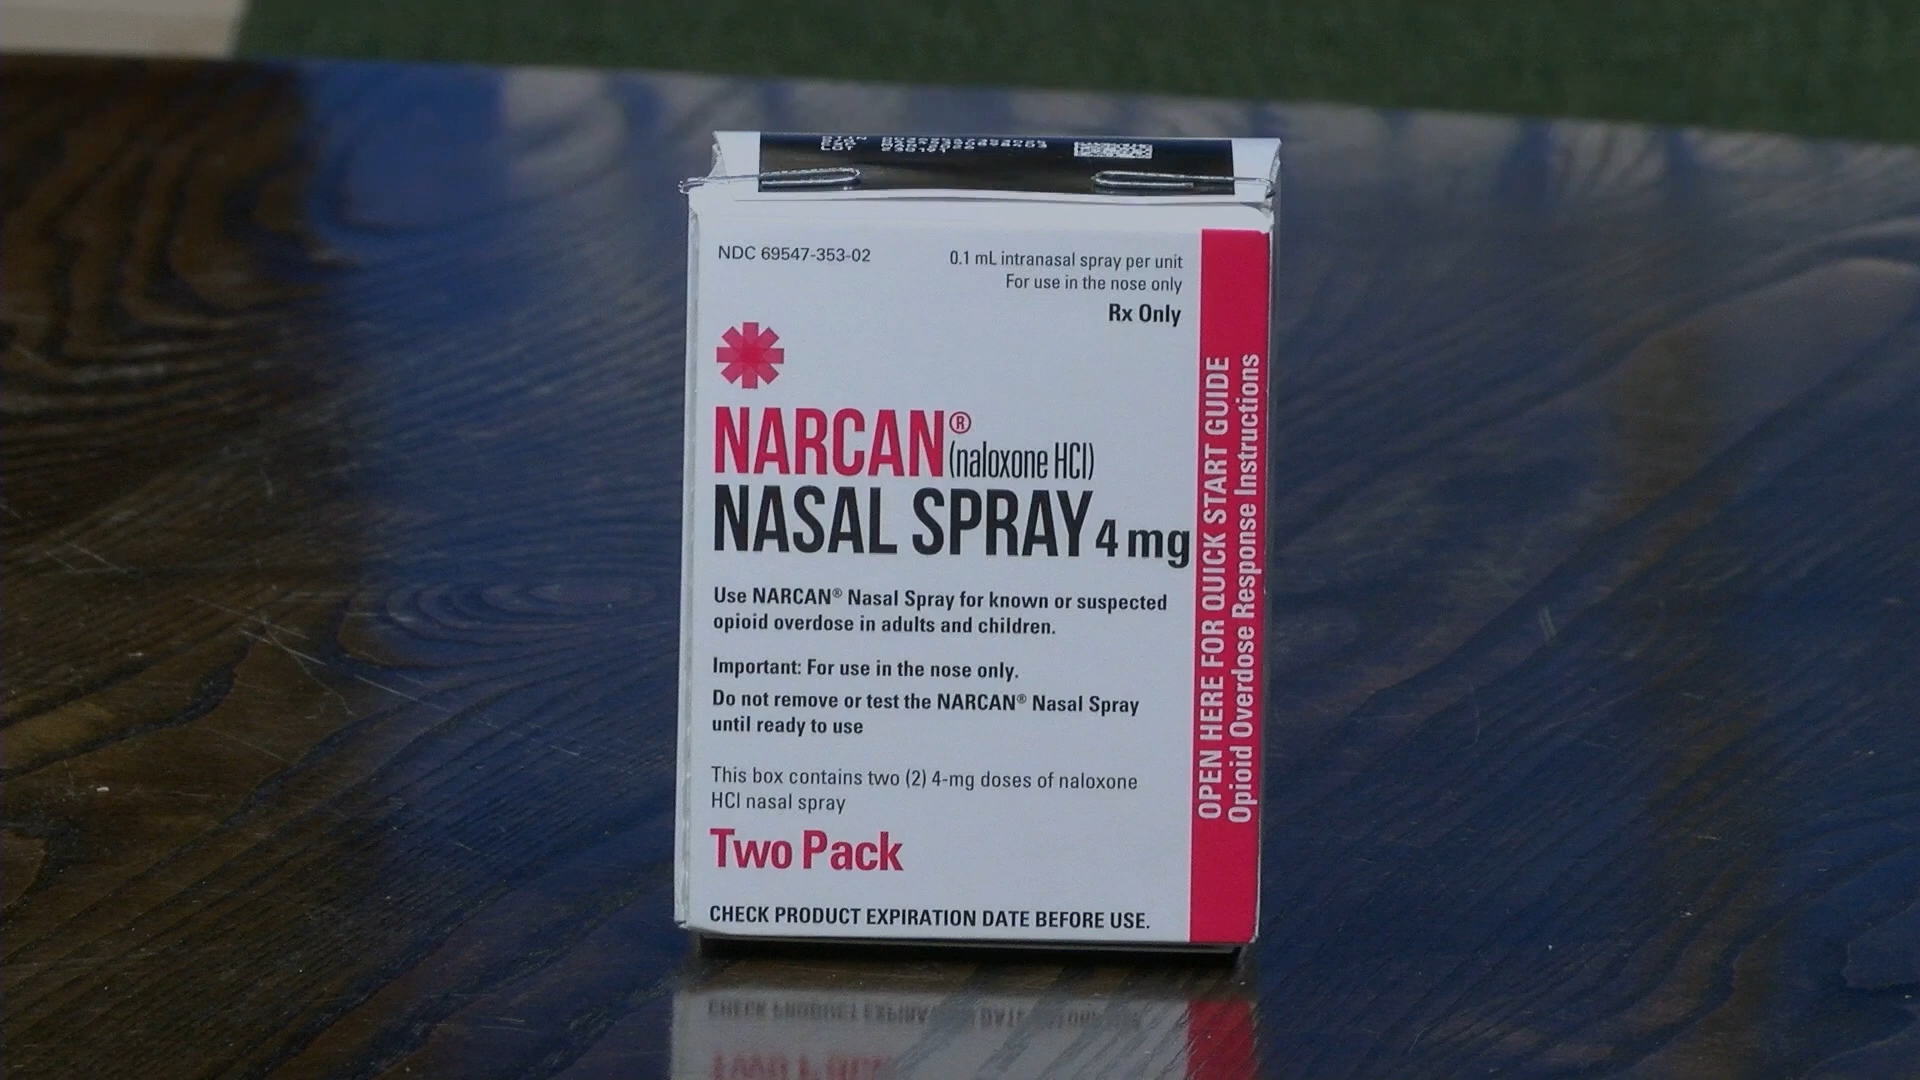 NDC 69547-353-02
0.1 mL intranasal spray per unit
For use in the nose only
Rx Only
NARCAN® (naloxone HCl)
NASAL SPRAY 4 mg
Use NARCAN® Nasal Spray for known or suspected
opioid overdose in adults and children.
Important: For use in the nose only.
Do not remove or test the NARCAN® Nasal Spray
until ready to use
This box contains two (2) 4-mg doses of naloxone
HCl nasal spray
Two Pack
CHECK PRODUCT EXPIRATION DATE BEFORE USE.
OPEN HERE FOR QUICK START GUIDE
Opioid Overdose Response Instructions